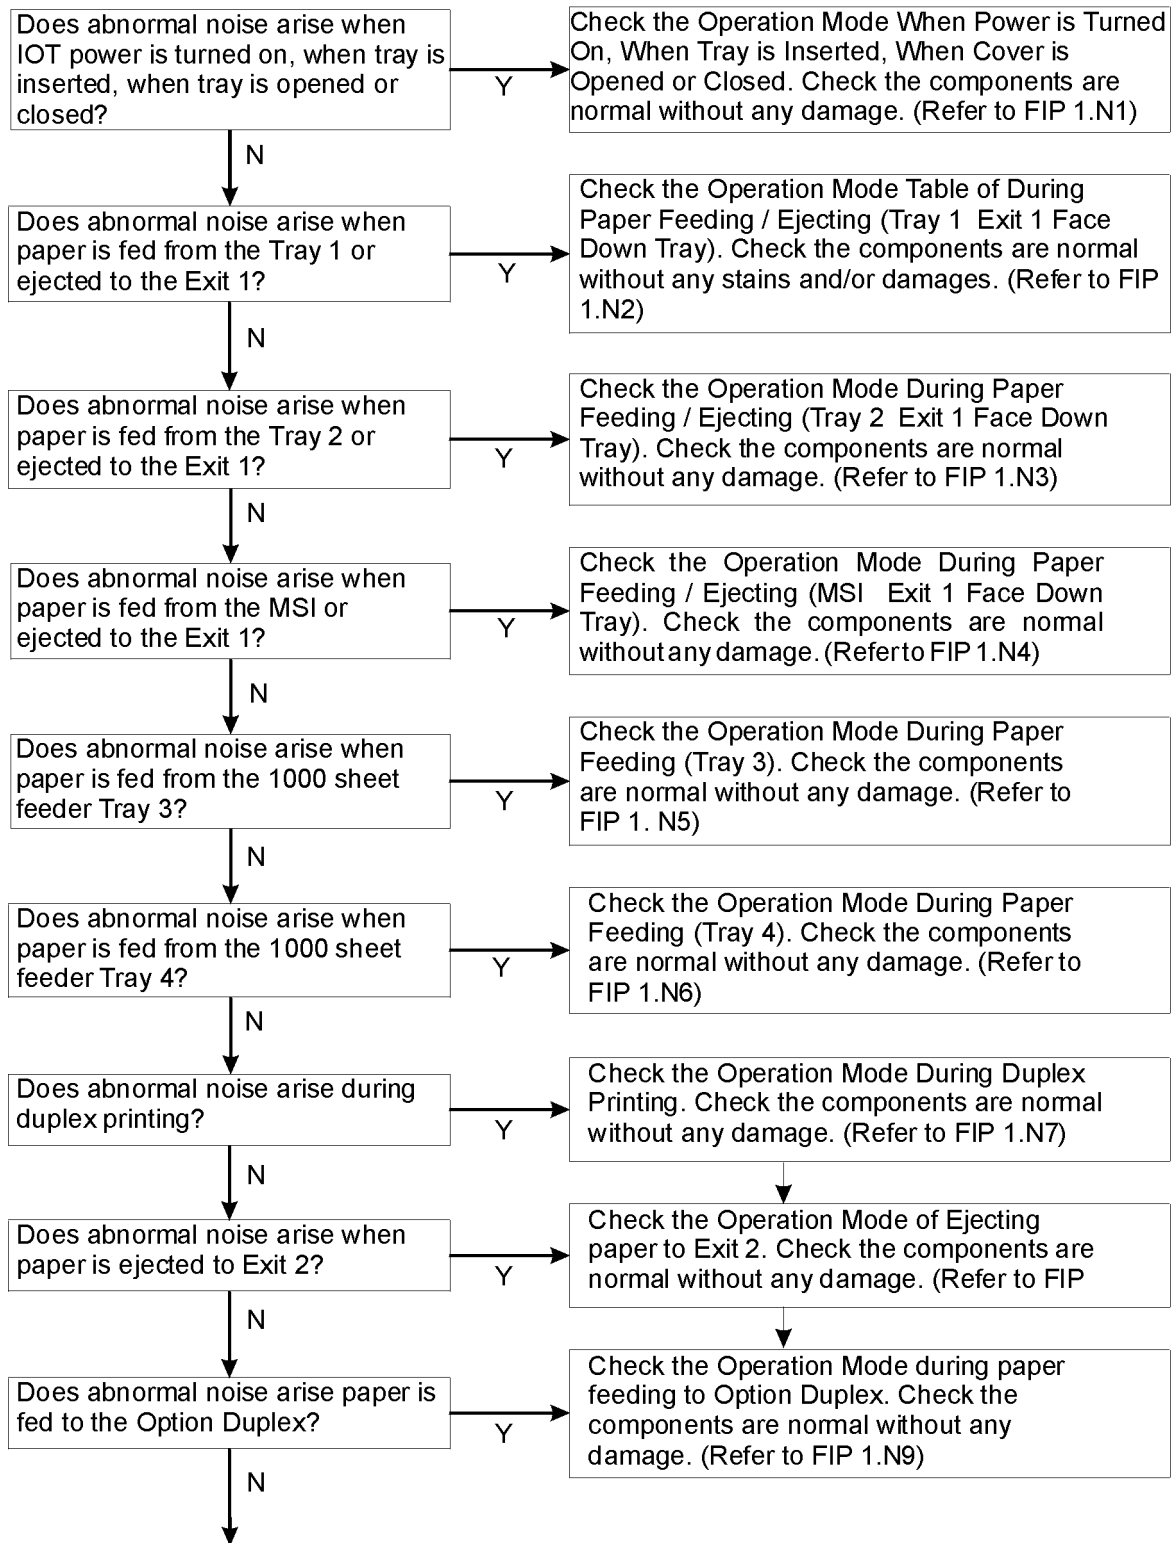 Does abnormal noise arise when
IOT power is turned on, when tray is
inserted, when tray is opened or
closed?
Y
Check the Operation Mode When Power is Turned
On, When Tray is Inserted, When Cover is
Opened or Closed. Check the components are
normal without any damage. (Refer to FIP 1.N1)
N
Does abnormal noise arise when
paper is fed from the Tray 1 or
ejected to the Exit 1?
Y
Check the Operation Mode Table of During
Paper Feeding / Ejecting (Tray 1 Exit 1 Face
Down Tray). Check the components are normal
without any stains and/or damages. (Refer to FIP
1.N2)
N
Does abnormal noise arise when
paper is fed from the Tray 2 or
ejected to the Exit 1?
Y
Check the Operation Mode During Paper
Feeding / Ejecting (Tray 2 Exit 1 Face Down
Tray). Check the components are normal
without any damage. (Refer to FIP 1.N3)
N
Does abnormal noise arise when
paper is fed from the MSI or
ejected to the Exit 1?
Y
Check the Operation Mode During Paper
Feeding / Ejecting (MSI Exit 1 Face Down
Tray). Check the components are normal
without any damage. (Refer to FIP 1.N4)
N
Does abnormal noise arise when
paper is fed from the 1000 sheet
feeder Tray 3?
Y
Check the Operation Mode During Paper
Feeding (Tray 3). Check the components
are normal without any damage. (Refer to
FIP 1. N5)
N
Does abnormal noise arise when
paper is fed from the 1000 sheet
feeder Tray 4?
Y
Check the Operation Mode During Paper
Feeding (Tray 4). Check the components
are normal without any damage. (Refer to
FIP 1.N6)
N
Does abnormal noise arise during
duplex printing?
Y
Check the Operation Mode During Duplex
Printing. Check the components are normal
without any damage. (Refer to FIP 1.N7)
N
Does abnormal noise arise when
paper is ejected to Exit 2?
Y
Check the Operation Mode of Ejecting
paper to Exit 2. Check the components are
normal without any damage. (Refer to FIP
N
Does abnormal noise arise paper is
fed to the Option Duplex?
Y
Check the Operation Mode during paper
feeding to Option Duplex. Check the
components are normal without any
damage. (Refer to FIP 1.N9)
N